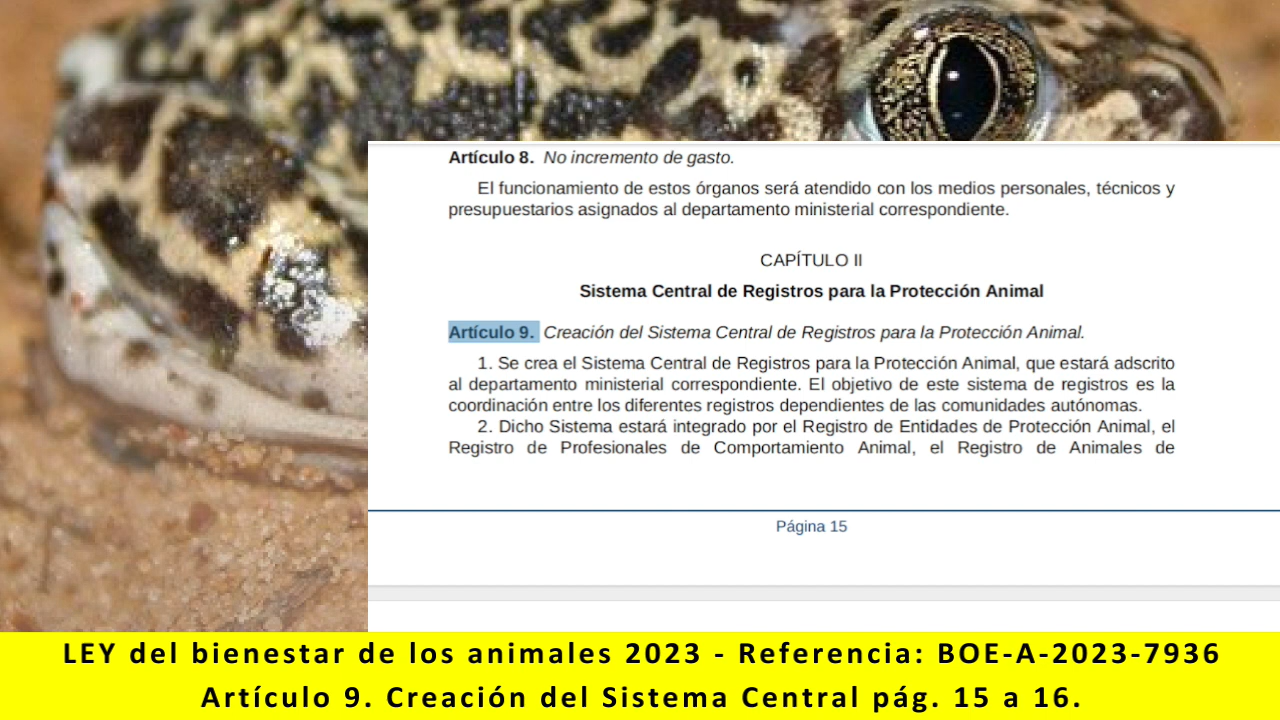 Artículo 8. No incremento de gasto.
El funcionamiento de estos órganos será atendido con los medios personales, técnicos y
presupuestarios asignados al departamento ministerial correspondiente.
CAPÍTULO II
Sistema Central de Registros para la Protección Animal
Artículo 9. Creación del Sistema Central de Registros para la Protección Animal.
1. Se crea el Sistema Central de Registros para la Protección Animal, que estará adscrito
al departamento ministerial correspondiente. El objetivo de este sistema de registros es la
coordinación entre los diferentes registros dependientes de las comunidades autónomas.
2. Dicho Sistema estará integrado por el Registro de Entidades de Protección Animal, el
Registro de Profesionales de Comportamiento Animal, el Registro de Animales de
Página 15
LEY del bienestar de los animales 2023 - Referencia: BOE-A-2023-7936
Artículo 9. Creación del Sistema Central pág. 15 a 16.